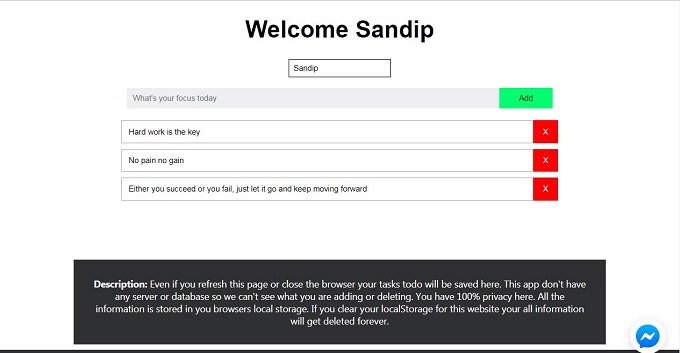 Welcome Sandip
Sandip
What's your focus today Add
Hard work is the key X
No pain no gain X
Either you succeed or you fail, just let it go and keep moving forward X
Description: Even if you refresh this page or close the browser your tasks todo will be saved here. This app don't have
any server or database so we can't see what you are adding or deleting. You have 100% privacy here. All the
information is stored in you browsers local storage. If you clear your localStorage for this website your all information
will get deleted forever.